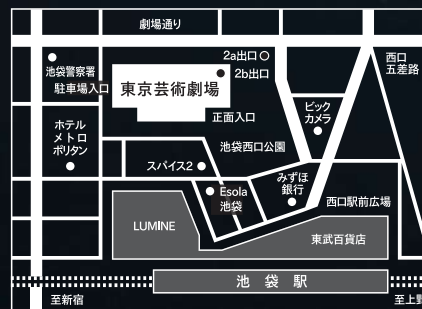 劇場通り
2a出口
2b出口
西口
五差路
池袋警察署
駐車場入口
東京芸術劇場
正面入口
ビック
カメラ
ホテル
メトロ
ポリタン
池袋西口公園
スパイス2
Esola
池袋
みずほ
銀行
西口駅前広場
LUMINE
東武百貨店
池袋駅
至新宿
至上野